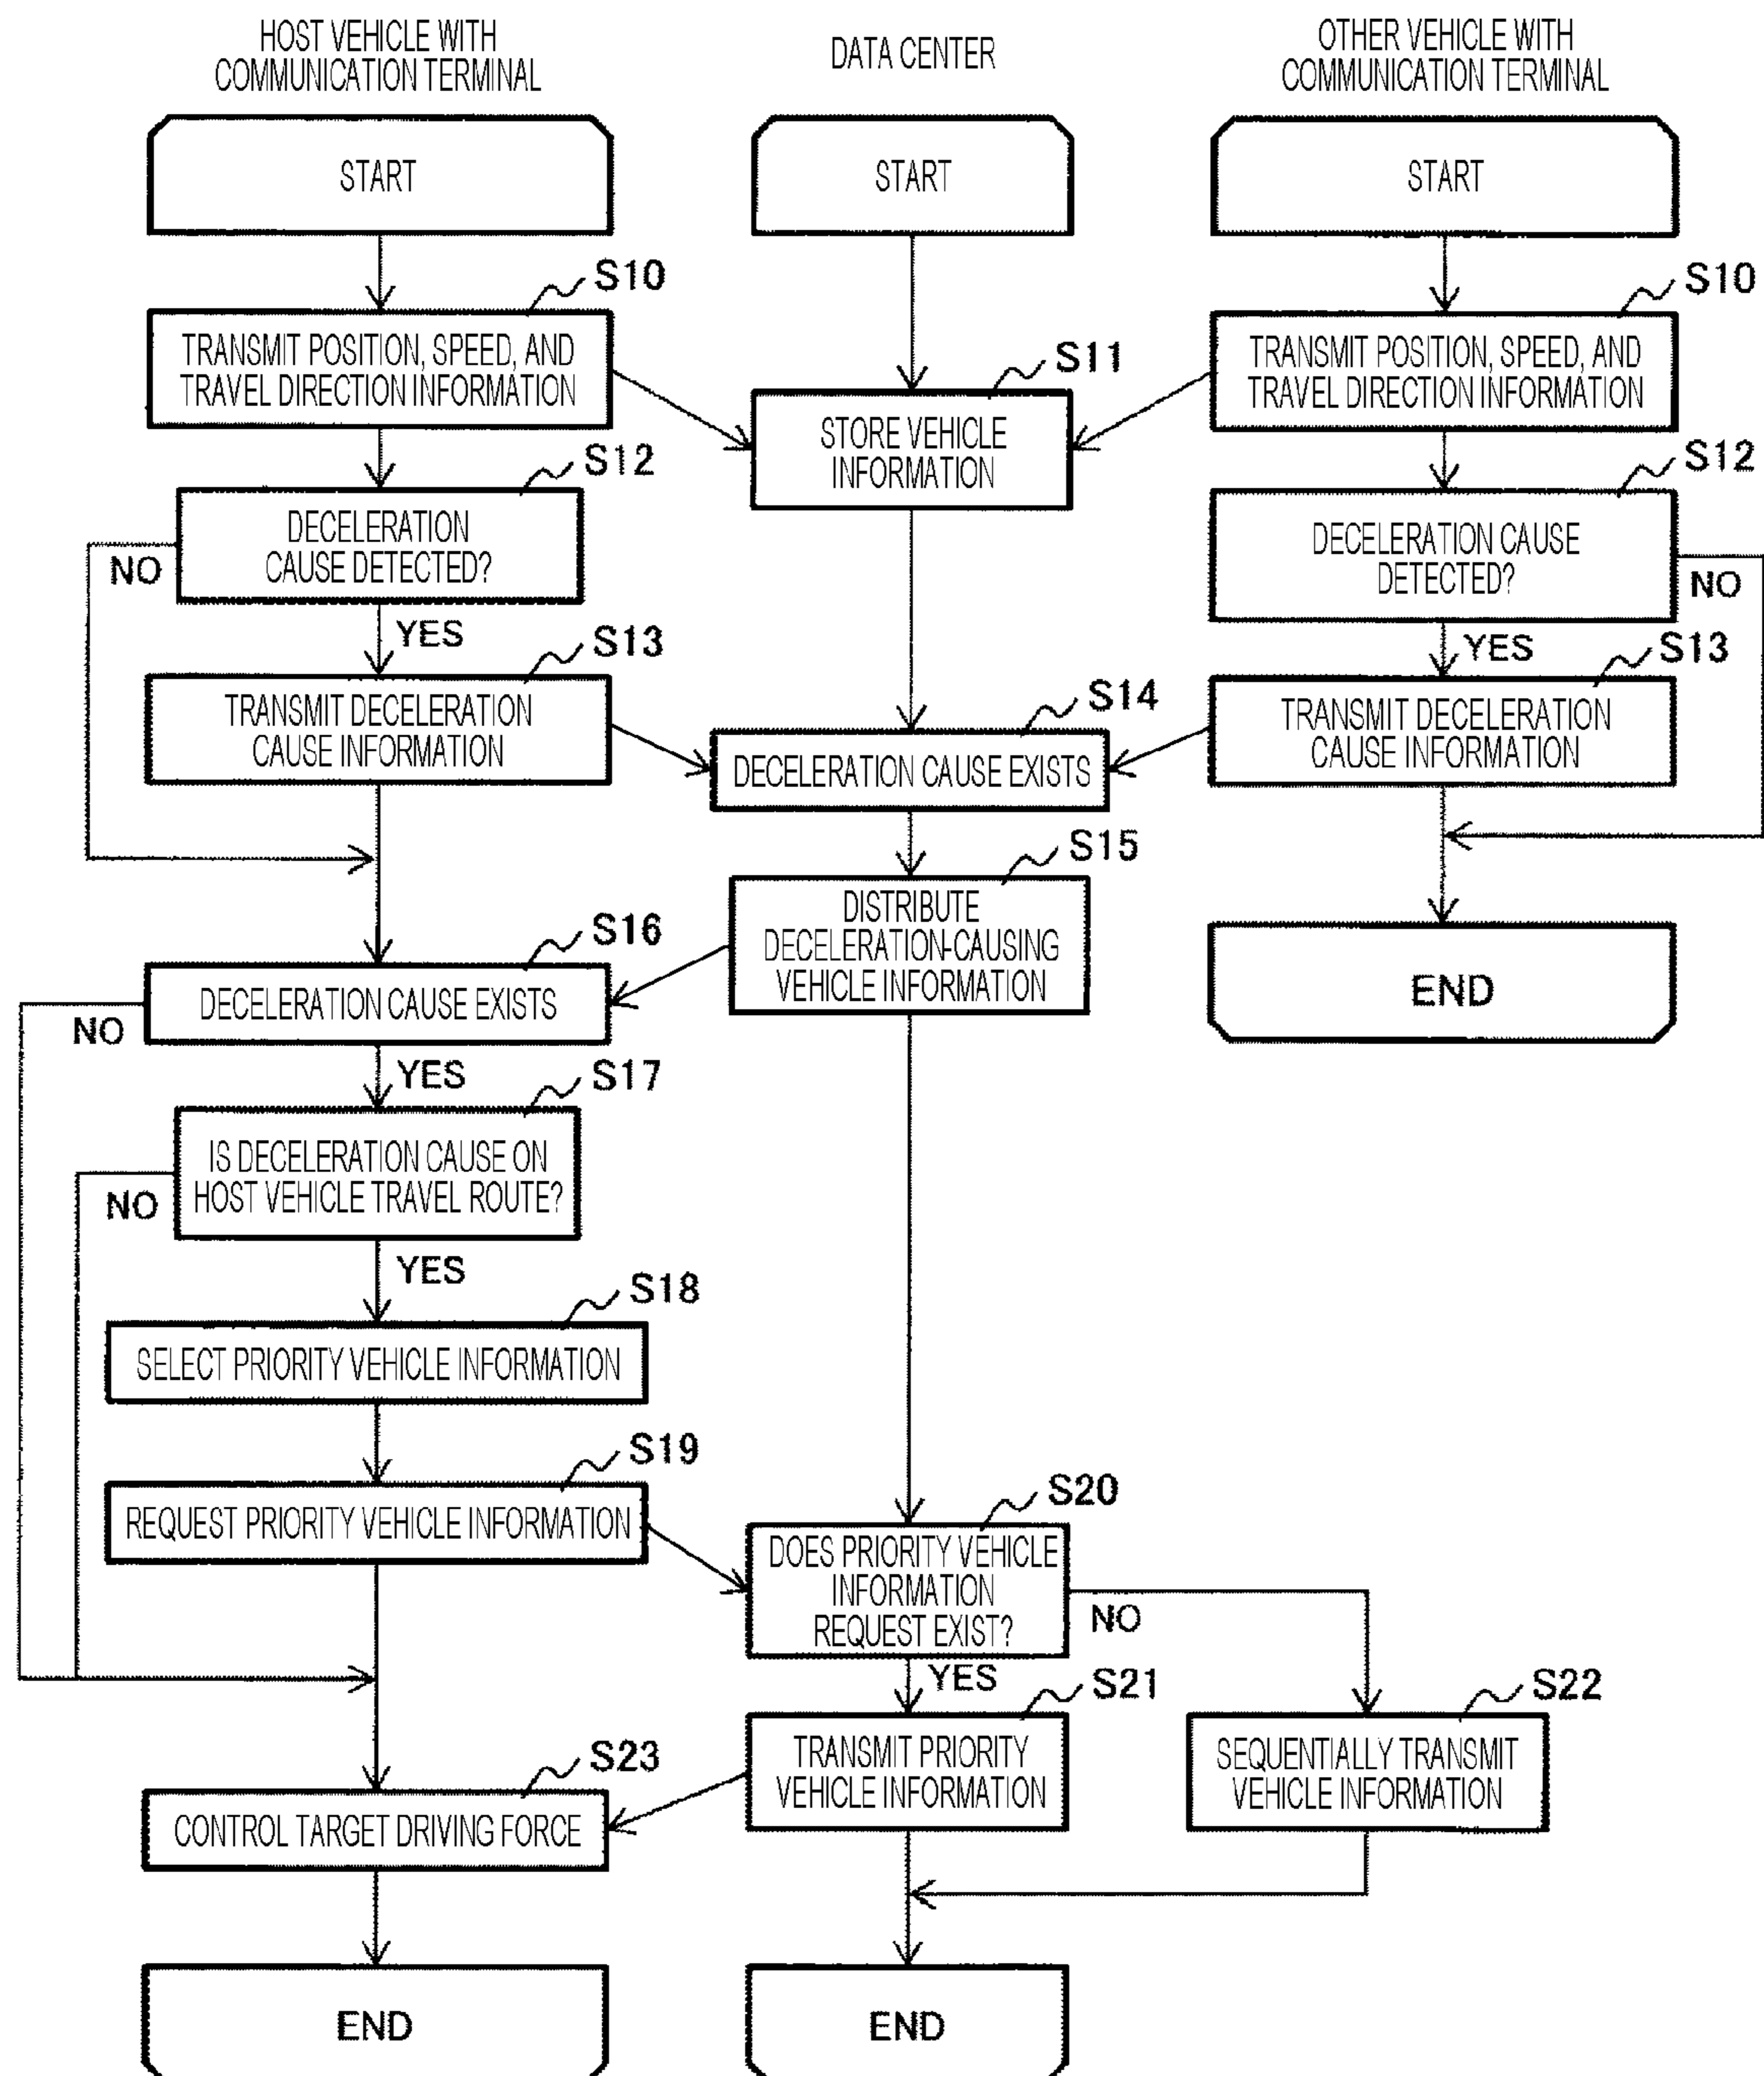 HOST VEHICLE WITH
COMMUNICATION TERMINAL
DATA CENTER
OTHER VEHICLE WITH
COMMUNICATION TERMINAL
START
START
START
S10
TRANSMIT POSITION, SPEED, AND
TRAVEL DIRECTION INFORMATION
S11
STORE VEHICLE
INFORMATION
S10
TRANSMIT POSITION, SPEED, AND
TRAVEL DIRECTION INFORMATION
S12
DECELERATION
CAUSE DETECTED?
NO
YES
S12
DECELERATION CAUSE
DETECTED?
NO
YES
S13
TRANSMIT DECELERATION
CAUSE INFORMATION
S14
DECELERATION CAUSE EXISTS
S13
TRANSMIT DECELERATION
CAUSE INFORMATION
S15
DISTRIBUTE
DECELERATION-CAUSING
VEHICLE INFORMATION
END
S16
DECELERATION CAUSE EXISTS
NO
YES
S17
IS DECELERATION CAUSE ON
HOST VEHICLE TRAVEL ROUTE?
NO
YES
S18
SELECT PRIORITY VEHICLE INFORMATION
S19
REQUEST PRIORITY VEHICLE INFORMATION
S20
DOES PRIORITY VEHICLE
INFORMATION
REQUEST EXIST?
NO
YES
S21
TRANSMIT PRIORITY
VEHICLE INFORMATION
S22
SEQUENTIALLY TRANSMIT
VEHICLE INFORMATION
S23
CONTROL TARGET DRIVING FORCE
END
END